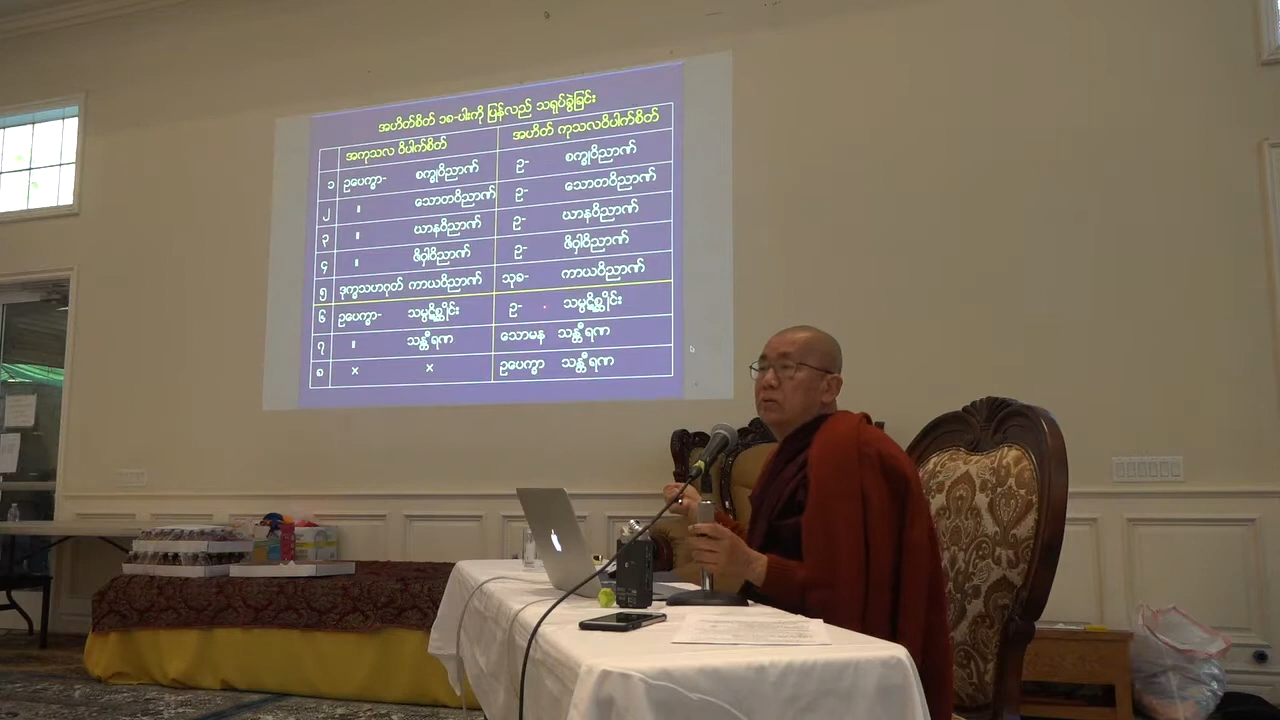 အဟိတ်စိတ် ၁၈-ပါးကို ပြန်လည် သရုပ်ခွဲခြင်း
အကုသလ ဝိပါက်စိတ် အဟိတ် ကုသလဝိပါက်စိတ်
၁ ဥပေက္ခာ- စက္ခုဝိညာဏ် ဥ- စက္ခုဝိညာဏ်
၂ " သောတဝိညာဏ် ဥ- သောတဝိညာဏ်
၃ " ဃာနဝိညာဏ် ဥ- ဃာနဝိညာဏ်
၄ " ဇိဝှါဝိညာဏ် ဥ- ဇိဝှါဝိညာဏ်
၅ ဒုက္ခသဟဂုတ် ကာယဝိညာဏ် သုခ- ကာယဝိညာဏ်
၆ ဥပေက္ခာ- သမ္ပဋိစ္ဆိုင်း ဥ- သမ္ပဋိစ္ဆိုင်း
၇ " သန္တီရဏ သောမန သန္တီရဏ
၈ × × ဥပေက္ခာ သန္တီရဏ